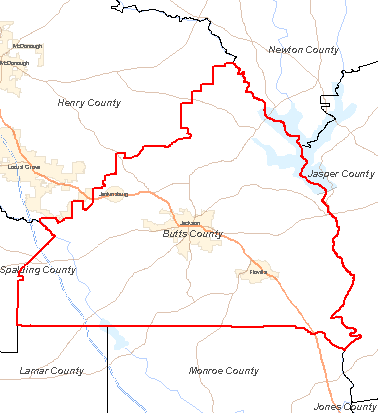 Newton County
McDonough
McDonough
Henry County
Locust Grove
Jasper County
Jenkinsburg
Jackson
Butts County
Spalding County
Flovilla
Lamar County
Monroe County
Jones County